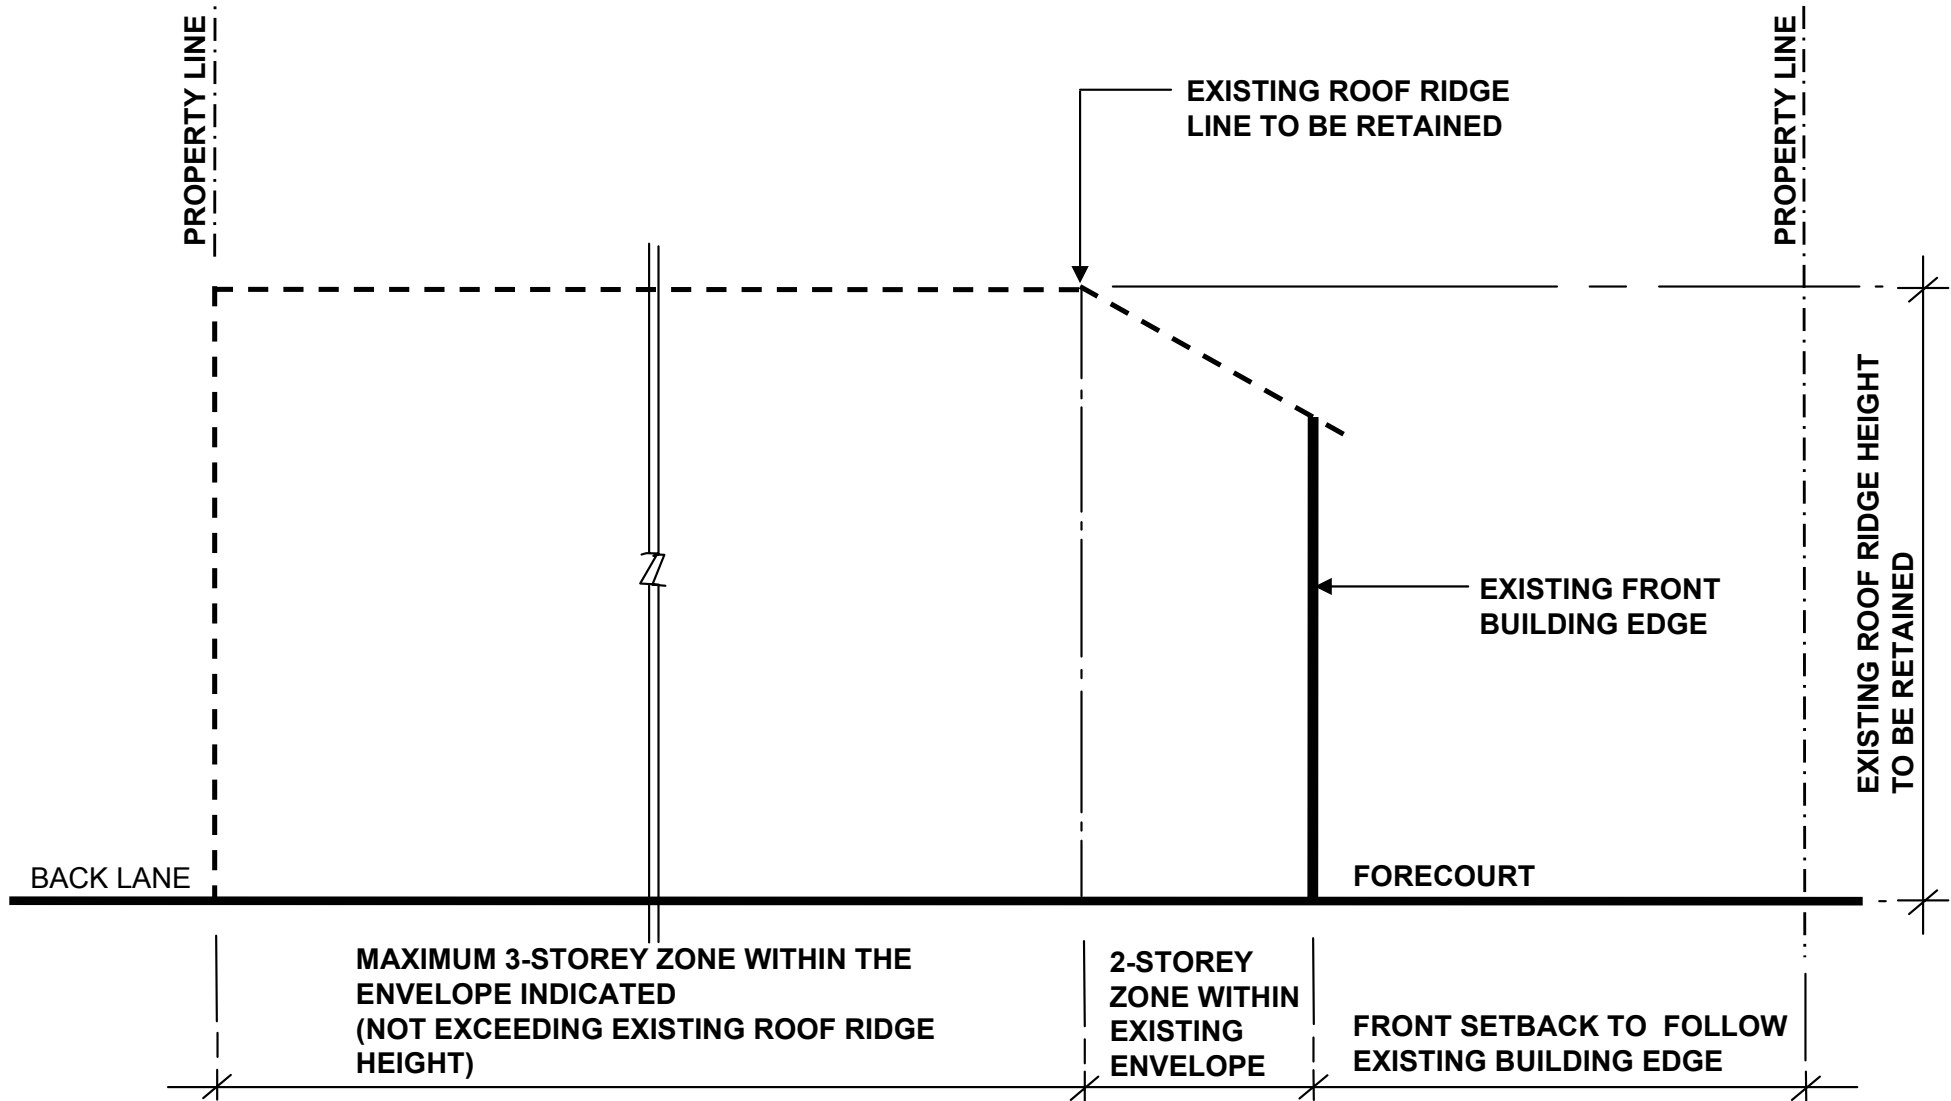 PROPERTY LINE
EXISTING ROOF RIDGE
LINE TO BE RETAINED
PROPERTY LINE
EXISTING ROOF RIDGE HEIGHT
TO BE RETAINED
EXISTING FRONT
BUILDING EDGE
BACK LANE
FORECOURT
MAXIMUM 3-STOREY ZONE WITHIN THE
ENVELOPE INDICATED
(NOT EXCEEDING EXISTING ROOF RIDGE
HEIGHT)
2-STOREY
ZONE WITHIN
EXISTING
ENVELOPE
FRONT SETBACK TO FOLLOW
EXISTING BUILDING EDGE